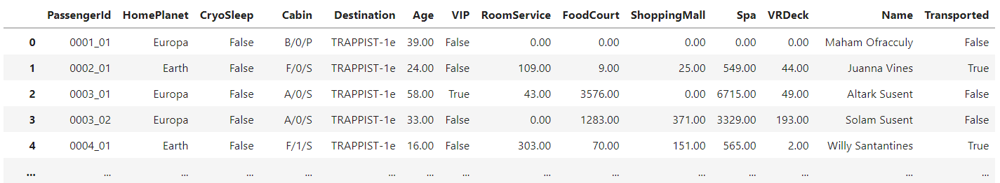 PassengerId HomePlanet CryoSleep Cabin Destination Age VIP RoomService FoodCourt ShoppingMall Spa VRDeck Name Transported
0 0001_01 Europa False B/0/P TRAPPIST-1e 39.00 False 0.00 0.00 0.00 0.00 0.00 Maham Ofracculy False
1 0002_01 Earth False F/0/S TRAPPIST-1e 24.00 False 109.00 9.00 25.00 549.00 44.00 Juanna Vines True
2 0003_01 Europa False A/0/S TRAPPIST-1e 58.00 True 43.00 3576.00 0.00 6715.00 49.00 Altark Susent False
3 0003_02 Europa False A/0/S TRAPPIST-1e 33.00 False 0.00 1283.00 371.00 3329.00 193.00 Solam Susent False
4 0004_01 Earth False F/1/S TRAPPIST-1e 16.00 False 303.00 70.00 151.00 565.00 2.00 Willy Santantines True
... ... ... ... ... ... ... ... ... ... ... ... ... ... ...